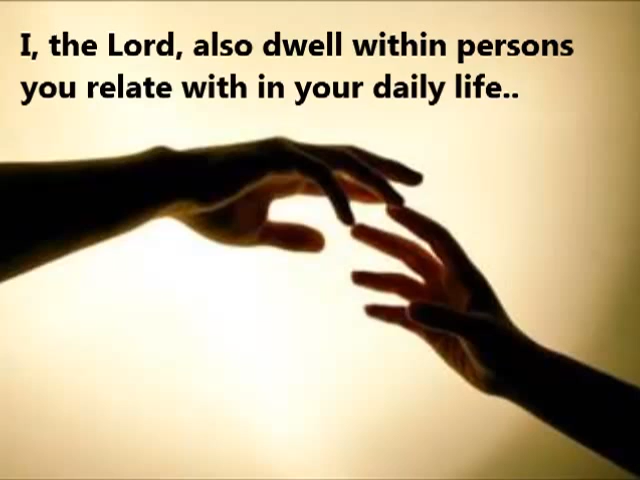 I, the Lord, also dwell within persons
you relate with in your daily life..